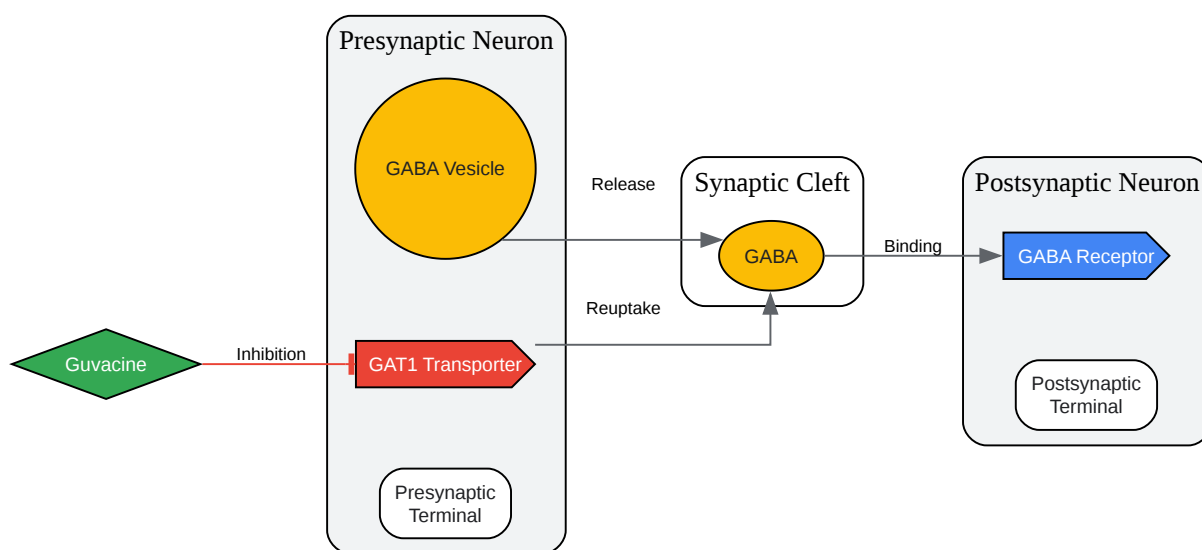 Presynaptic Neuron
GABA Vesicle
Release
Synaptic Cleft
Postsynaptic Neuron
GABA
Binding
GABA Receptor
Reuptake
Guvacine
Inhibition
GAT1 Transporter
Postsynaptic
Terminal
Presynaptic
Terminal